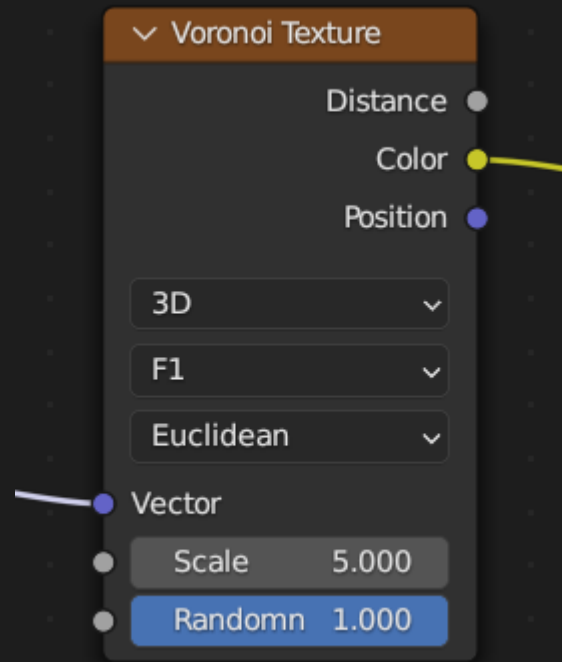 Voronoi Texture
Distance
Color
Position
3D
F1
Euclidean
Vector
Scale 5.000
Randomn 1.000